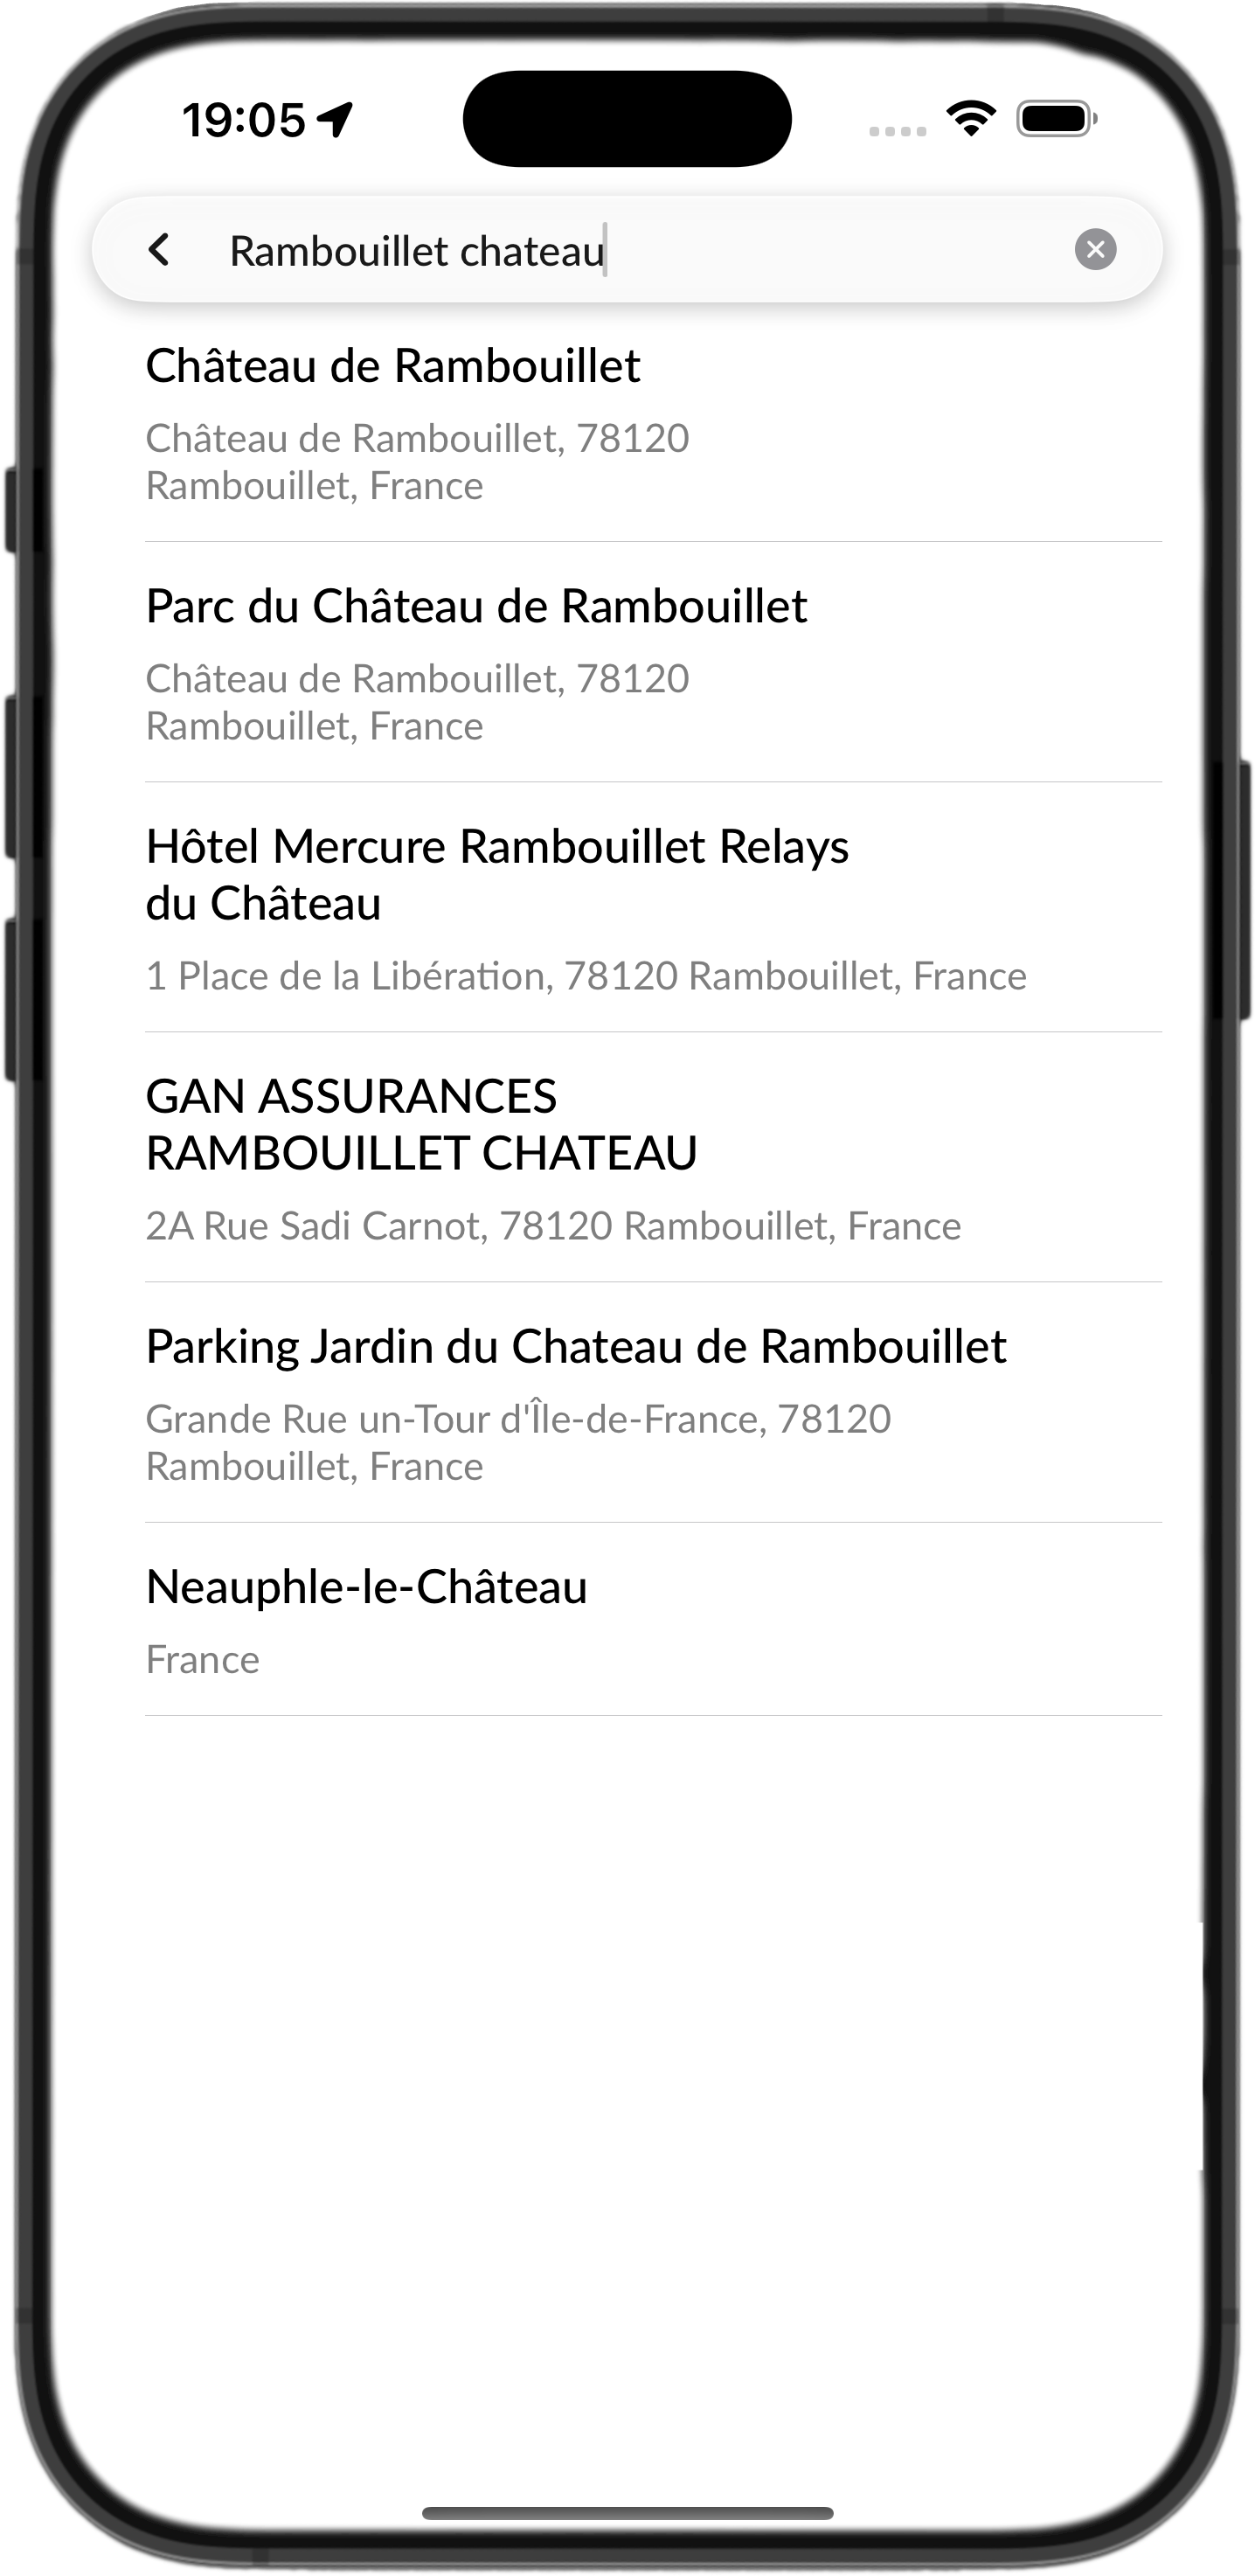 19:05
Rambouillet chateau
Château de Rambouillet
Château de Rambouillet, 78120
Rambouillet, France
Parc du Château de Rambouillet
Château de Rambouillet, 78120
Rambouillet, France
Hôtel Mercure Rambouillet Relays
du Château
1 Place de la Libération, 78120 Rambouillet, France
GAN ASSURANCES
RAMBOUILLET CHATEAU
2A Rue Sadi Carnot, 78120 Rambouillet, France
Parking Jardin du Chateau de Rambouillet
Grande Rue un-Tour d'Île-de-France, 78120
Rambouillet, France
Neauphle-le-Château
France